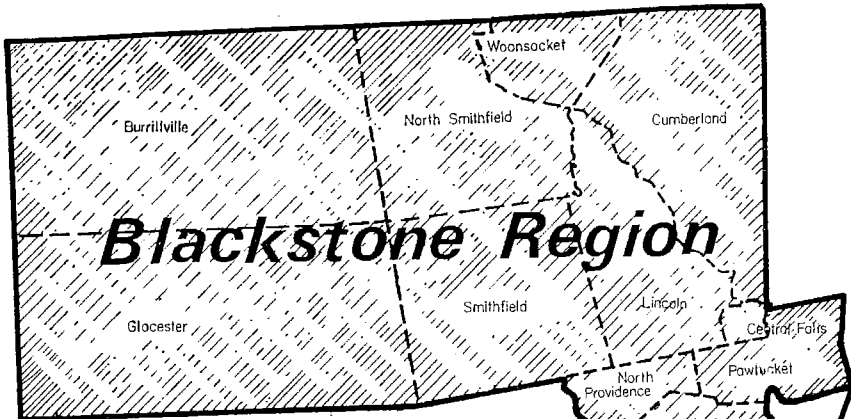 Woonsocket
Burrillville
North Smithfield
Cumberland
Blackstone Region
Glocester
Smithfield
Lincoln
Central Falls
North
Providence
Pawtucket